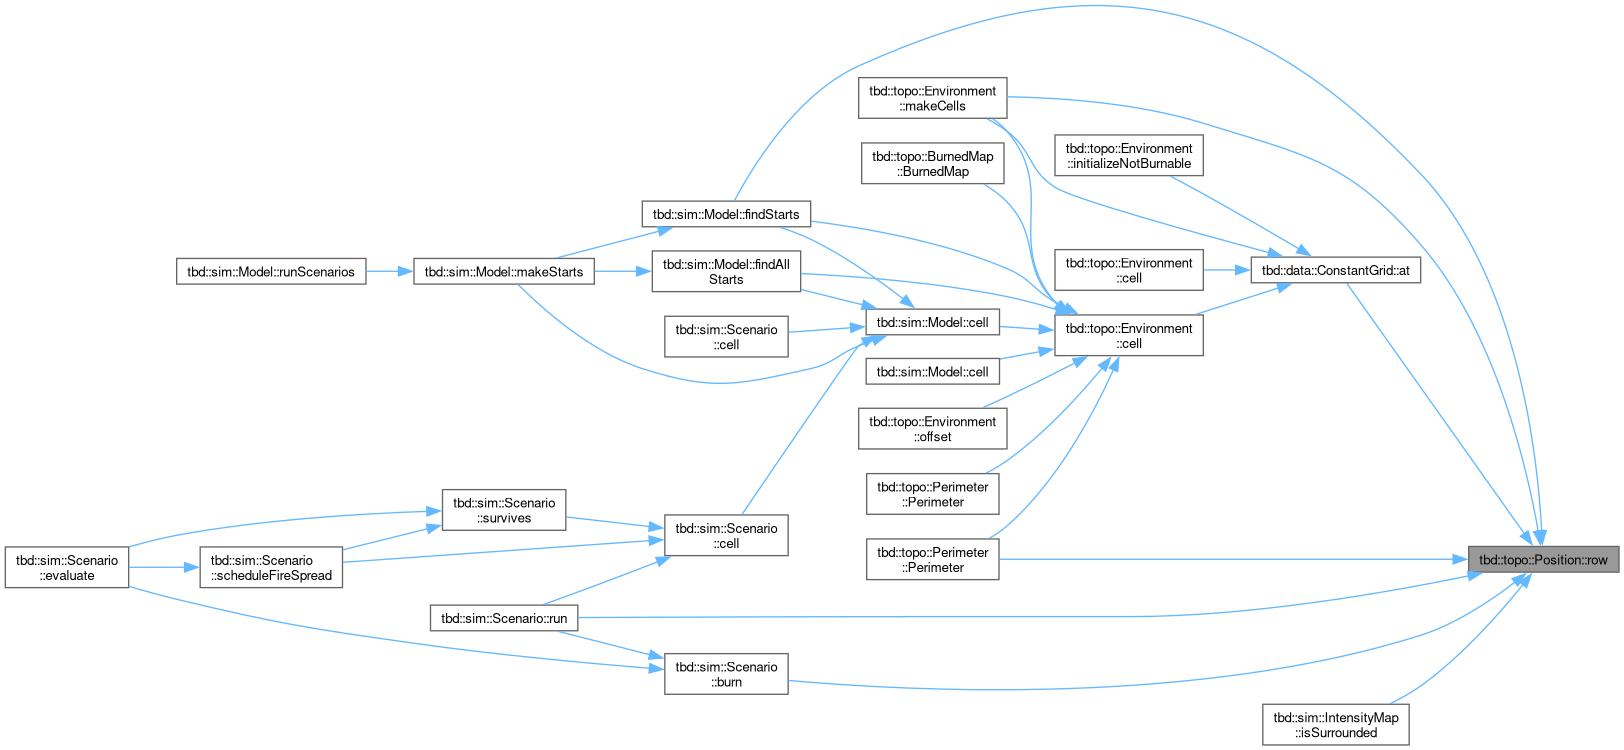 tbd::topo::Environment
::makeCells
tbd::topo::BurnedMap
::BurnedMap
tbd::topo::Environment
::initializeNotBurnable
tbd::sim::Model::findStarts
tbd::sim::Model::runScenarios
tbd::sim::Model::makeStarts
tbd::sim::Model::findAll
Starts
tbd::topo::Environment
::cell
tbd::data::ConstantGrid::at
tbd::sim::Scenario
::cell
tbd::sim::Model::cell
tbd::topo::Environment
::cell
tbd::sim::Model::cell
tbd::topo::Environment
::offset
tbd::topo::Perimeter
::Perimeter
tbd::sim::Scenario
::survives
tbd::sim::Scenario
::cell
tbd::topo::Perimeter
::Perimeter
tbd::topo::Position::row
tbd::sim::Scenario
::evaluate
tbd::sim::Scenario
::scheduleFireSpread
tbd::sim::Scenario::run
tbd::sim::Scenario
::burn
tbd::sim::IntensityMap
::isSurrounded